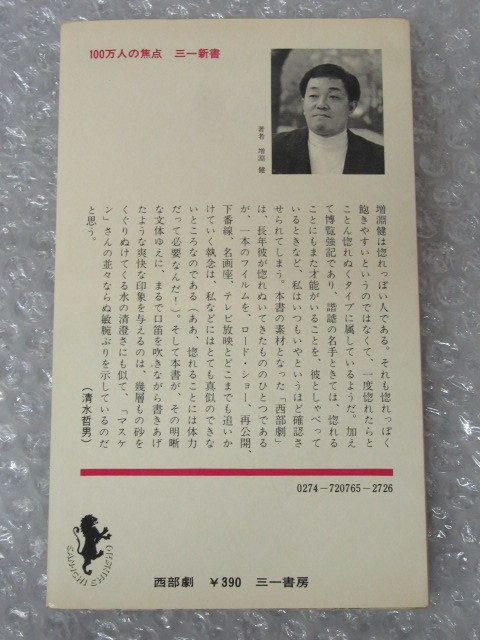 100万人の焦点 三一新書
著者 増淵 健
増淵健は惚れっぽい人である。それも惚れっぽく
飽きやすいというのではなくて、一度惚れたらと
ことん惚れぬくタイプに属しているようだ。加え
て博覧強記であり、諧謔の名手ときては、惚れる
ことにもまた才能がいることを、彼としゃべって
いるときなど、私はいつもいやというほど確認さ
せられてしまう。本書の素材となった「西部劇」
は、長年彼が惚れぬいてきたもののひとつである
が、一本のフイルムを、ロード・ショー、再公開、
下番線、名画座、テレビ放映とどこまでも追いか
けていく執念は、私などにはとても真似のできな
いところなのである（ああ、惚れることには体力
だって必要なんだ！）。そして本書が、その明晰
な文体ゆえに、まるで口笛を吹きながら書きあげ
たような爽快な印象を与えるのは、幾層もの砂を
くぐりぬけてくる水の清澄さにも似て、「マスケ
ン」さんの並々ならぬ敏腕ぶりを示しているのだ
と思う。
（清水哲男）
0274－720765－2726
SANICHI SHINSHO
西部劇 ￥390 三一書房